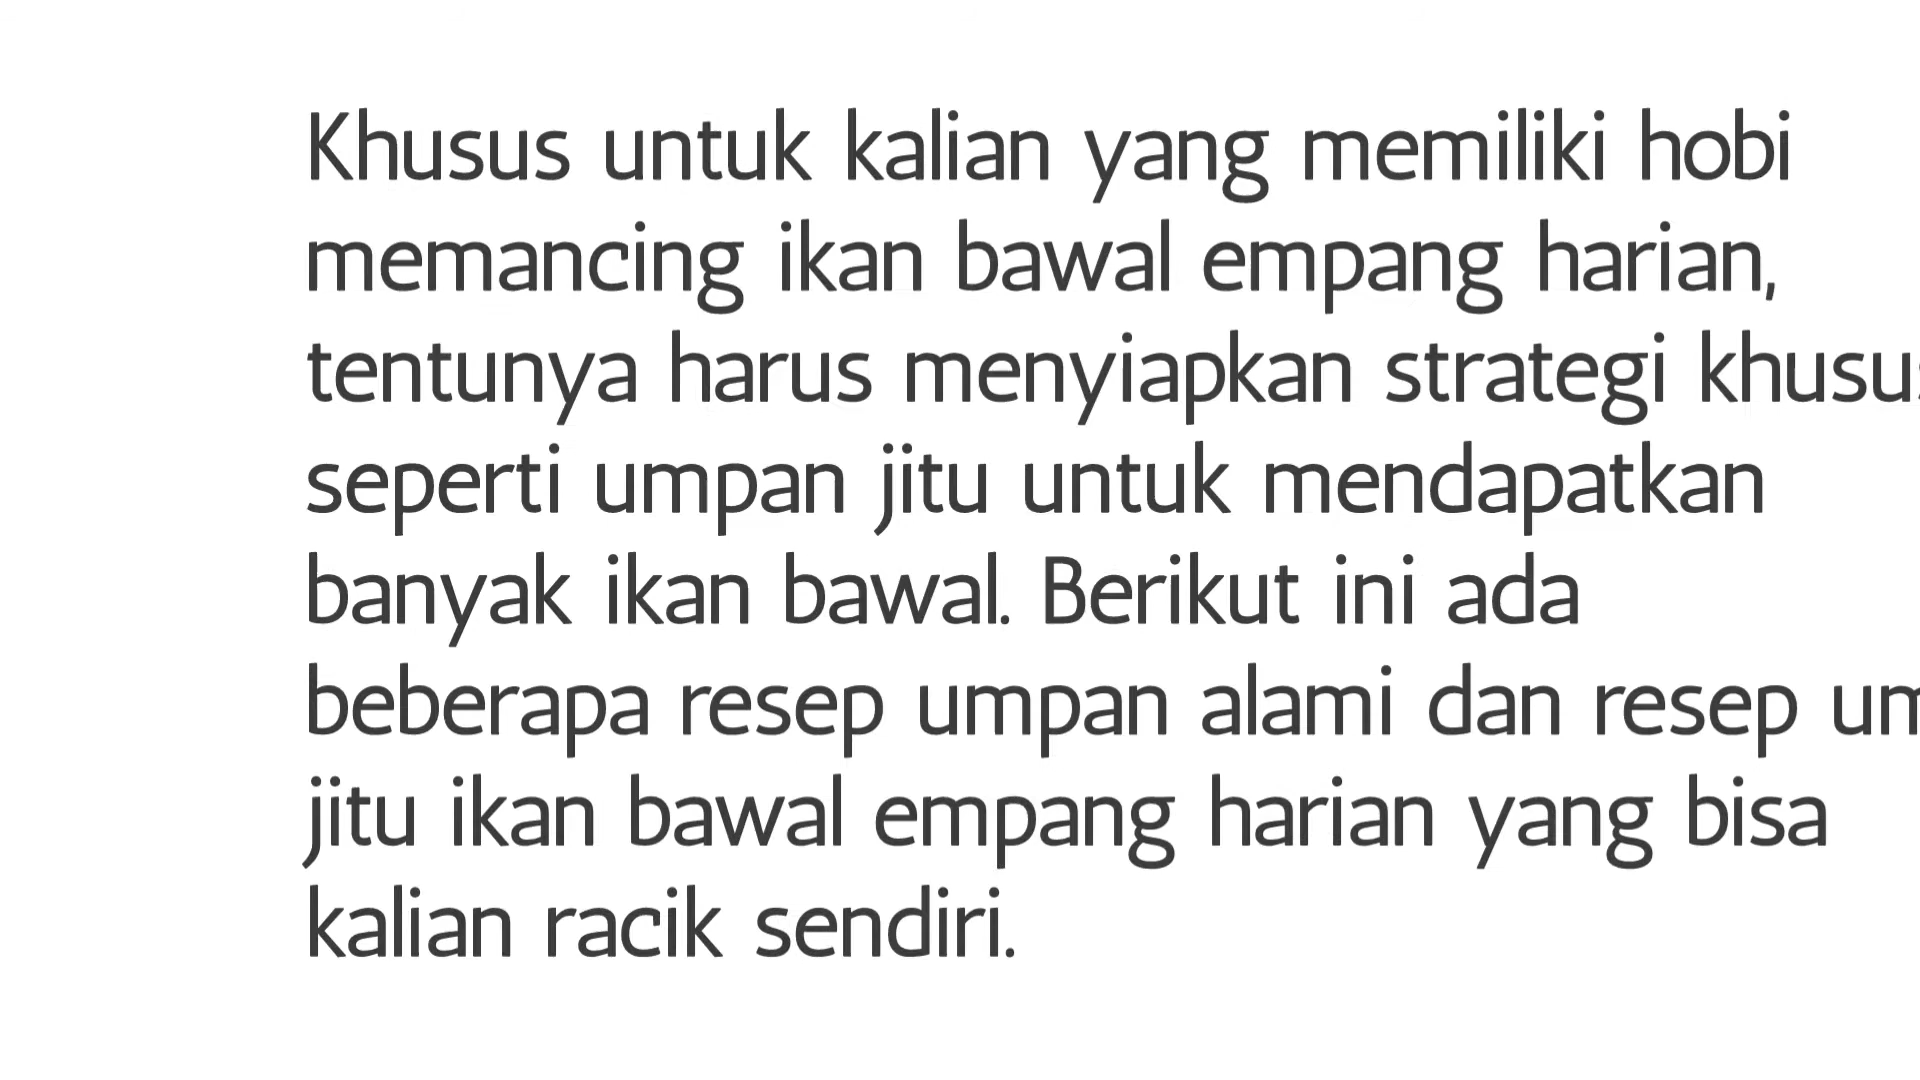 Khusus untuk kalian yang memiliki hobi
memancing ikan bawal empang harian,
tentunya harus menyiapkan strategi khusus
seperti umpan jitu untuk mendapatkan
banyak ikan bawal. Berikut ini ada
beberapa resep umpan alami dan resep
jitu ikan bawal empang harian yang bisa
kalian racik sendiri.